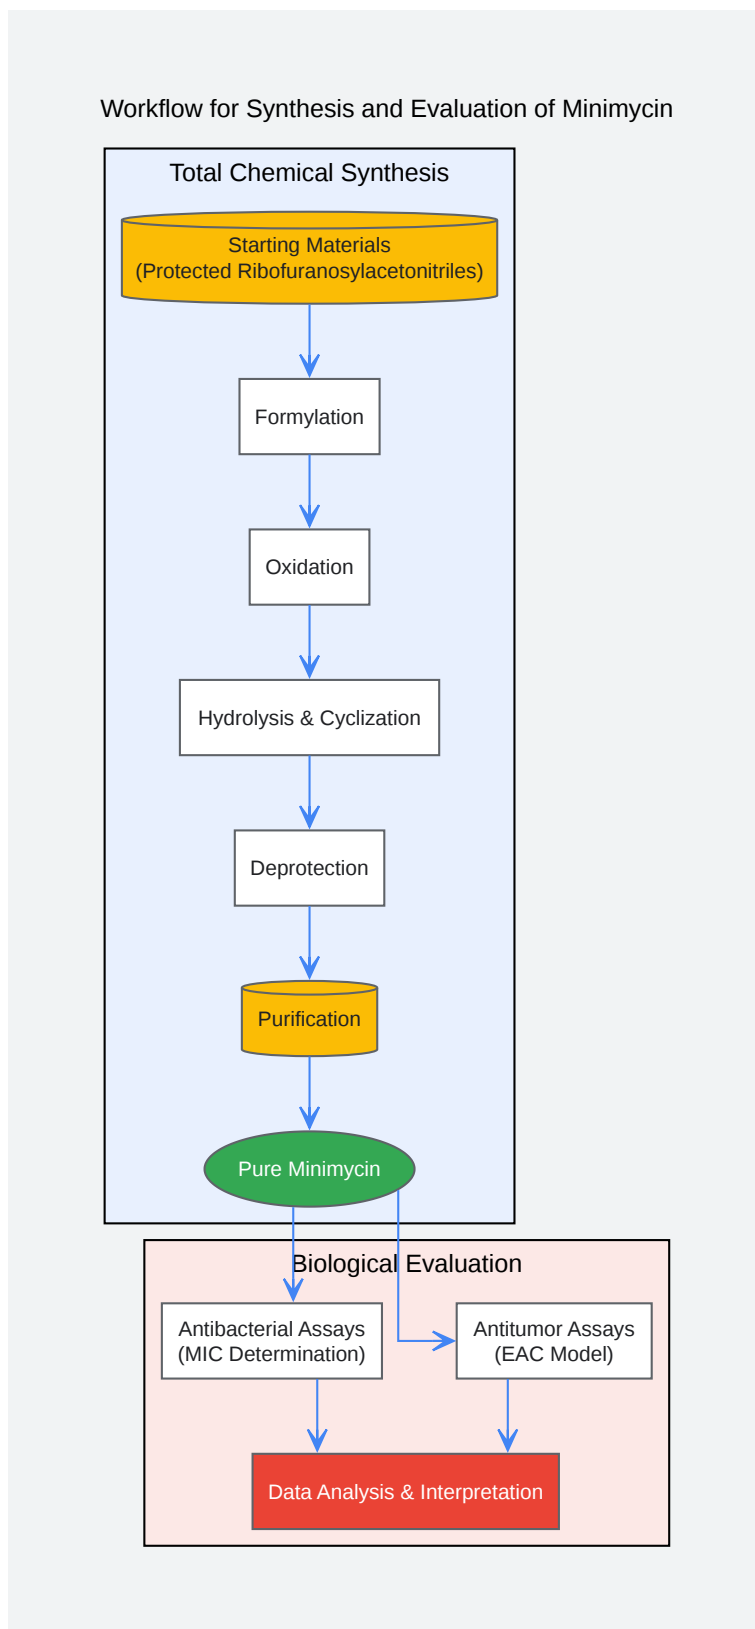 Workflow for Synthesis and Evaluation of Minimycin
Total Chemical Synthesis
Starting Materials
(Protected Ribofuranosylacetonitriles)
Formylation
Oxidation
Hydrolysis & Cyclization
Deprotection
Purification
Pure Minimycin
Biological Evaluation
Antibacterial Assays
(MIC Determination)
Antitumor Assays
(EAC Model)
Data Analysis & Interpretation